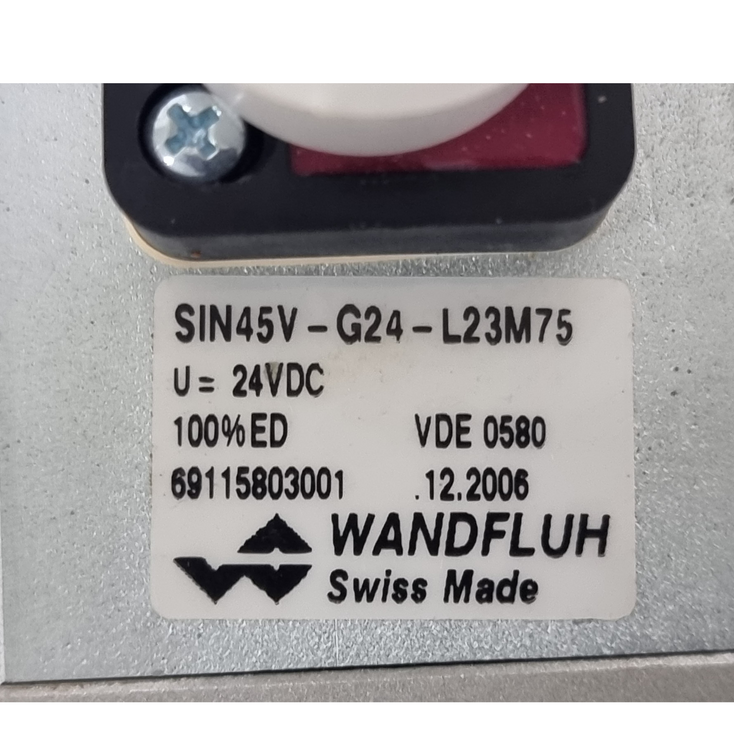 SIN45V-G24-L23M75
U= 24VDC
100%ED VDE 0580
69115803001 .12.2006
WANDFLUH
Swiss Made